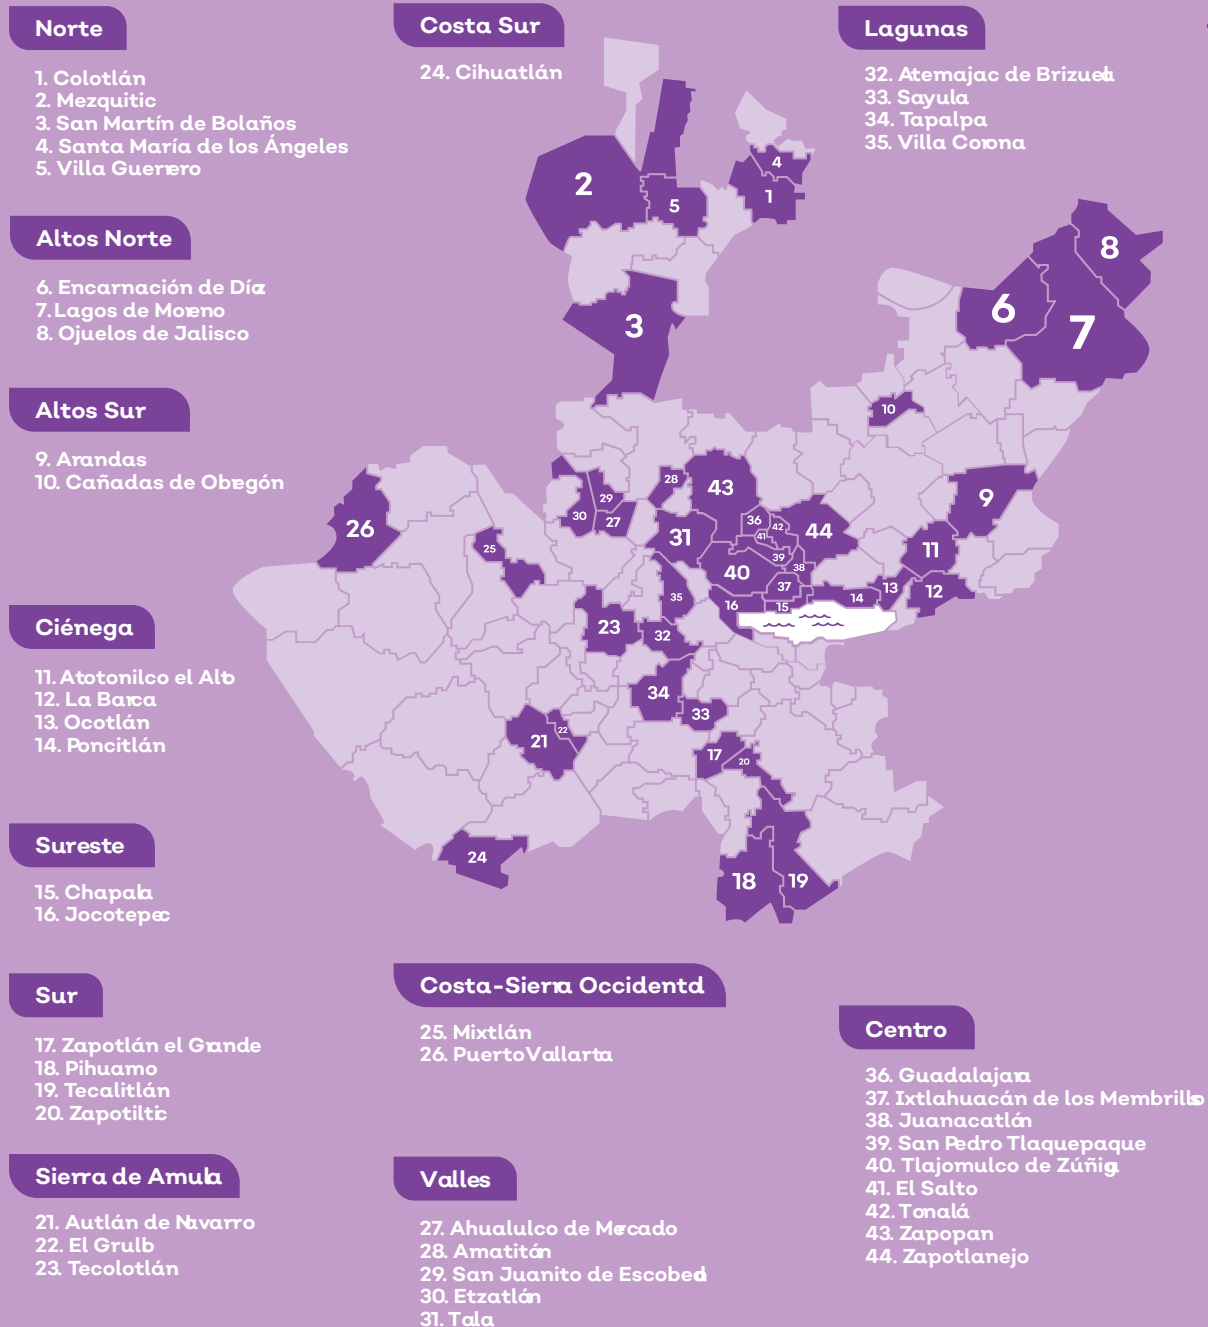 Norte
1. Colotlán
2. Mezquitic
3. San Martín de Bolaños
4. Santa María de los Ángeles
5. Villa Guerrero
Altos Norte
6. Encarnación de Díaz
7. Lagos de Moreno
8. Ojuelos de Jalisco
Altos Sur
9. Arandas
10. Cañadas de Obregón
Ciénega
11. Atotonilco el Alto
12. La Barca
13. Ocotlán
14. Poncitlán
Sureste
15. Chapala
16. Jocotepec
Sur
17. Zapotlán el Grande
18. Pihuamo
19. Tecalitlán
20. Zapotiltic
Sierra de Amula
21. Autlán de Navarro
22. El Grullo
23. Tecolotlán
Costa Sur
24. Cihuatlán
Costa-Sierra Occidental
25. Mixtlán
26. Puerto Vallarta
Valles
27. Ahualulco de Mercado
28. Amatitán
29. San Juanito de Escobedo
30. Etzatlán
31. Tala
Lagunas
32. Atemajac de Brizuela
33. Sayula
34. Tapalpa
35. Villa Corona
Centro
36. Guadalajara
37. Ixtlahuacán de los Membrillos
38. Juanacatlán
39. San Pedro Tlaquepaque
40. Tlajomulco de Zúñiga
41. El Salto
42. Tonalá
43. Zapopan
44. Zapotlanejo
4
2
1
5
8
6
3
7
10
28
43
9
29
26
30
27
36
42
31
41
44
25
11
39
40
38
37
13
12
35
14
16
15
23
32
34
33
22
21
17
20
24
18
19